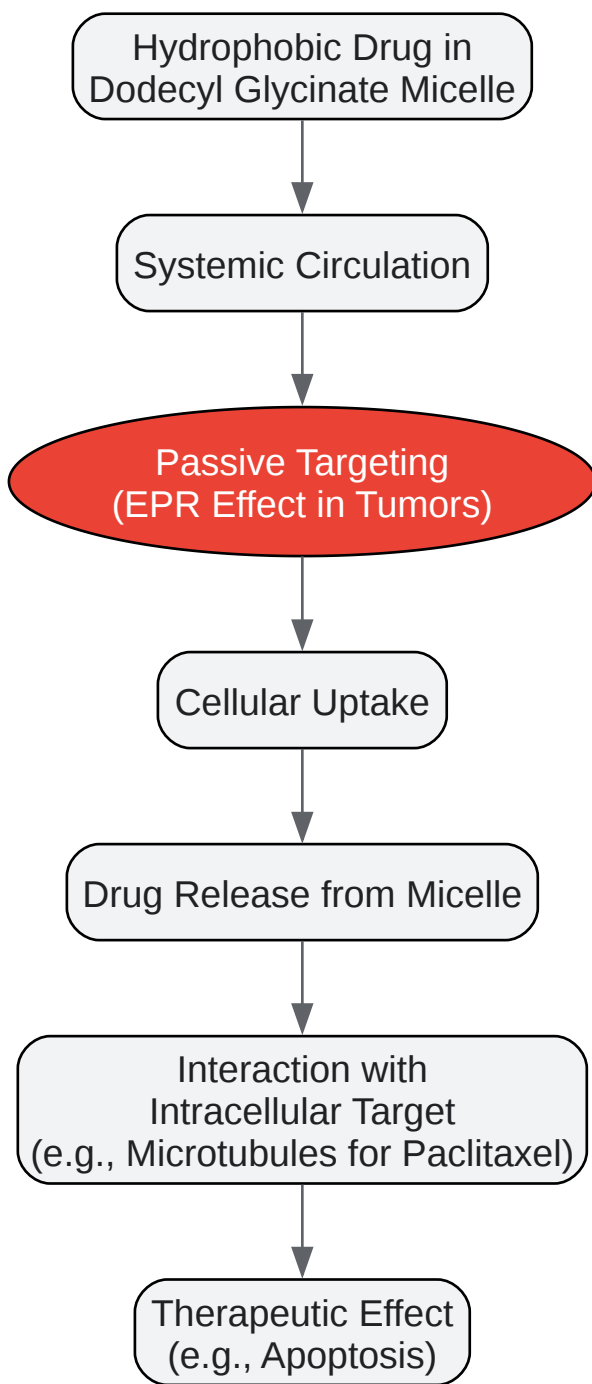 Hydrophobic Drug in
Dodecyl Glycinate Micelle
Systemic Circulation
Passive Targeting
(EPR Effect in Tumors)
Cellular Uptake
Drug Release from Micelle
Interaction with
Intracellular Target
(e.g., Microtubules for Paclitaxel)
Therapeutic Effect
(e.g., Apoptosis)